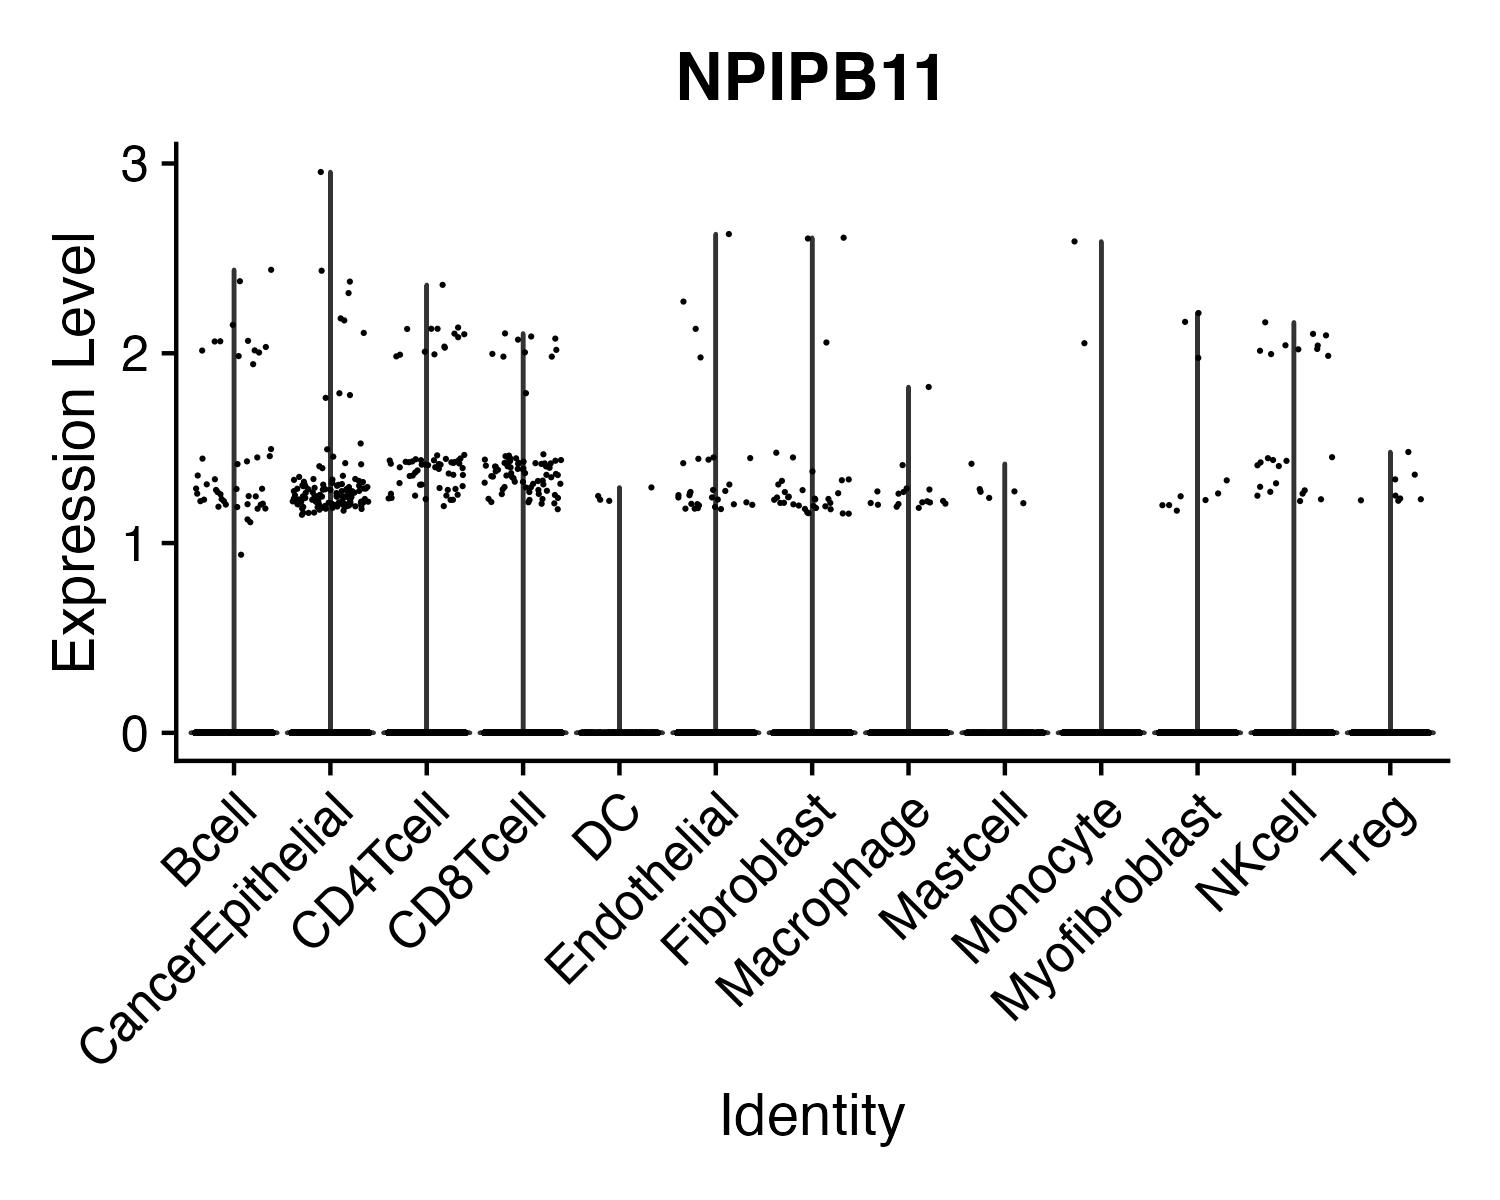 NPIPB11
Expression Level
3
2
1
0
Bcell
CancerEpithelial
CD4Tcell
CD8Tcell
DC
Endothelial
Fibroblast
Macrophage
Mastcell
Monocyte
Myofibroblast
NKcell
Treg
Identity